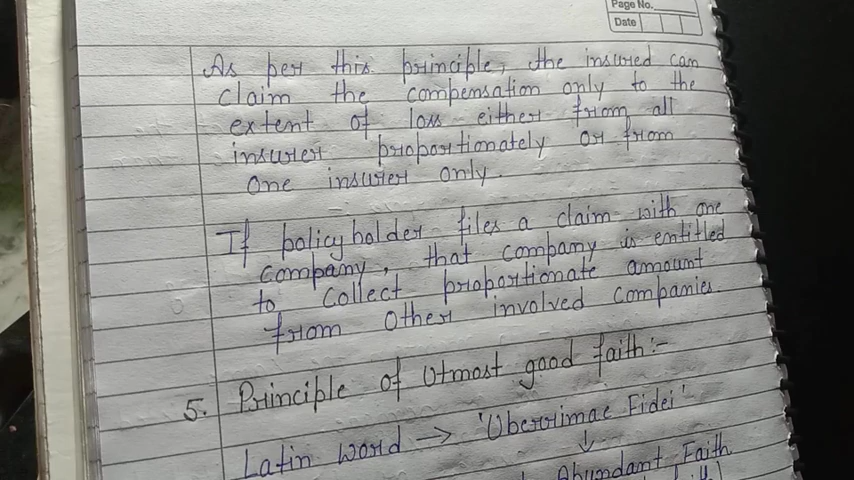 Page No.
Date
As per this principle, the insured can
claim the compensation only to the
extent of loss either from all
insurer proportionately or from
one insurer only.
If policyholder files a claim with one
company, that company is entitled
to collect proportionate amount
from other involved companies.
5. Principle of Utmost good faith:-
Latin word → 'Uberrimae Fidei'
↓
Abundant Faith